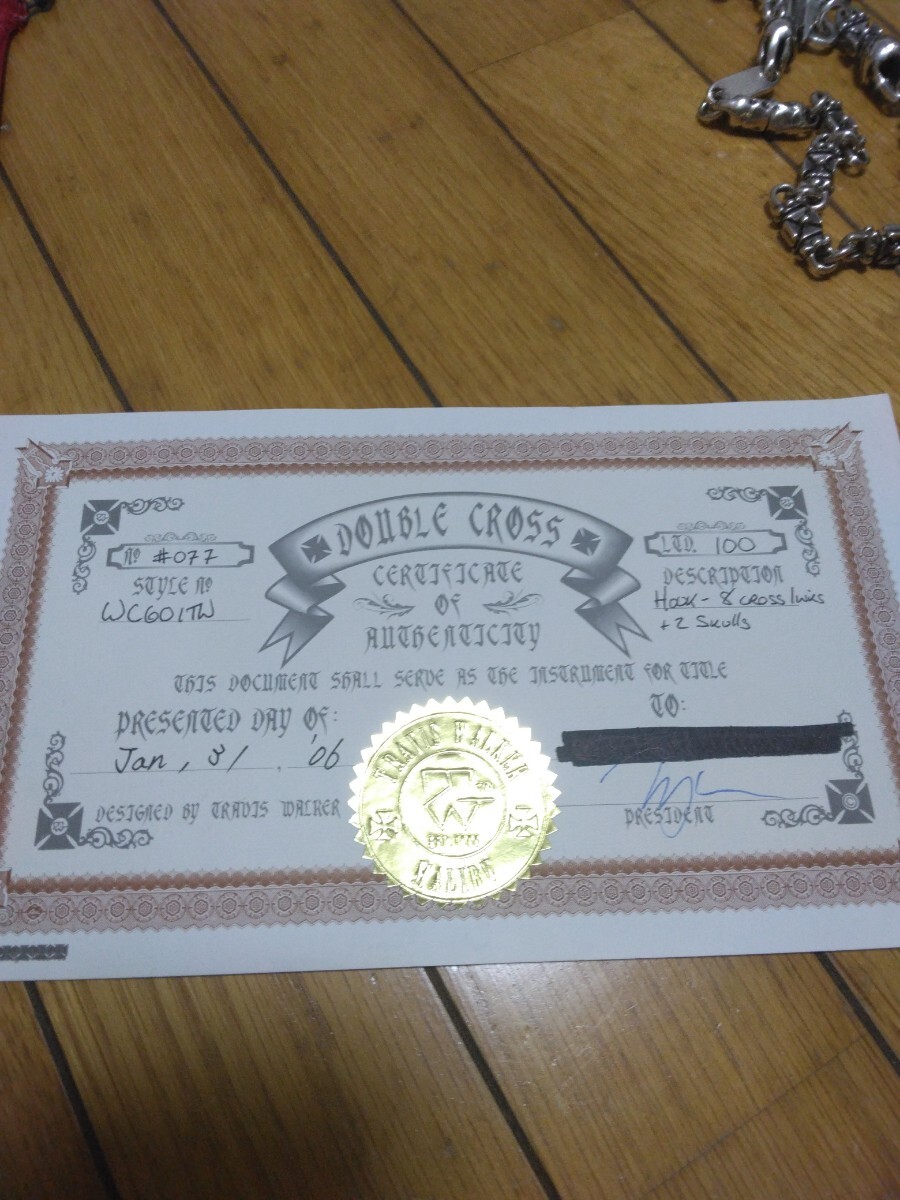 DOUBLE CROSS
Nº #077
LTD. 100
CERTIFICATE
OF
AUTHENTICITY
STYLE Nº
WC601TW
DESCRIPTION
Hook - 8 cross links
+ 2 Skulls
THIS DOCUMENT SHALL SERVE AS THE INSTRUMENT FOR TITLE
PRESENTED DAY OF:
Jan, 31, '06
TO:
DESIGNED BY TRAVIS WALKER
PRESIDENT
TRAVIS WALKER